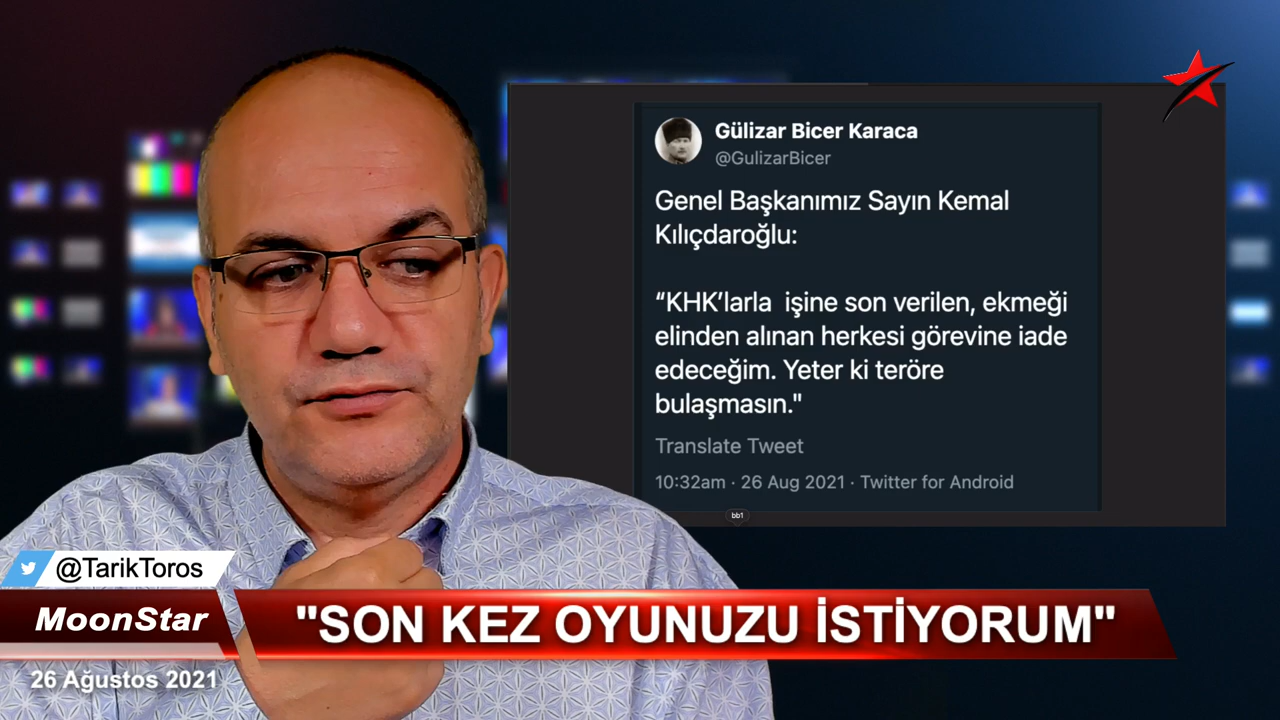 Gülizar Bicer Karaca
@GulizarBicer
Genel Başkanımız Sayın Kemal
Kılıçdaroğlu:
“KHK’larla  işine son verilen, ekmeği
elinden alınan herkesi görevine iade
edeceğim. Yeter ki teröre
bulaşmasın."
Translate Tweet
10:32am · 26 Aug 2021 · Twitter for Android
bb1
@TarikToros
MoonStar
"SON KEZ OYUNUZU İSTİYORUM"
26 Ağustos 2021